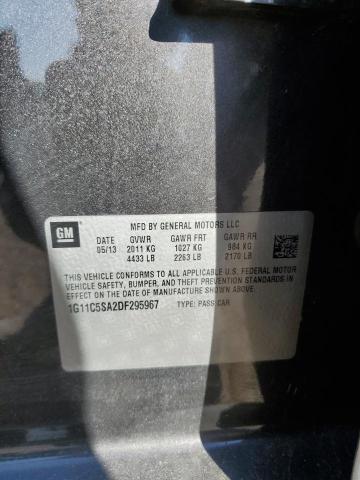 GM
MFD BY GENERAL MOTORS LLC
DATE GVWR GAWR FRT GAWR RR
05/13 2011 KG 1027 KG 984 KG
4433 LB 2263 LB 2170 LB
THIS VEHICLE CONFORMS TO ALL APPLICABLE U.S. FEDERAL MOTOR
VEHICLE SAFETY, BUMPER, AND THEFT PREVENTION STANDARDS IN
EFFECT ON THE DATE OF MANUFACTURE SHOWN ABOVE.
1G11C5SA2DF295967 TYPE: PASS CAR